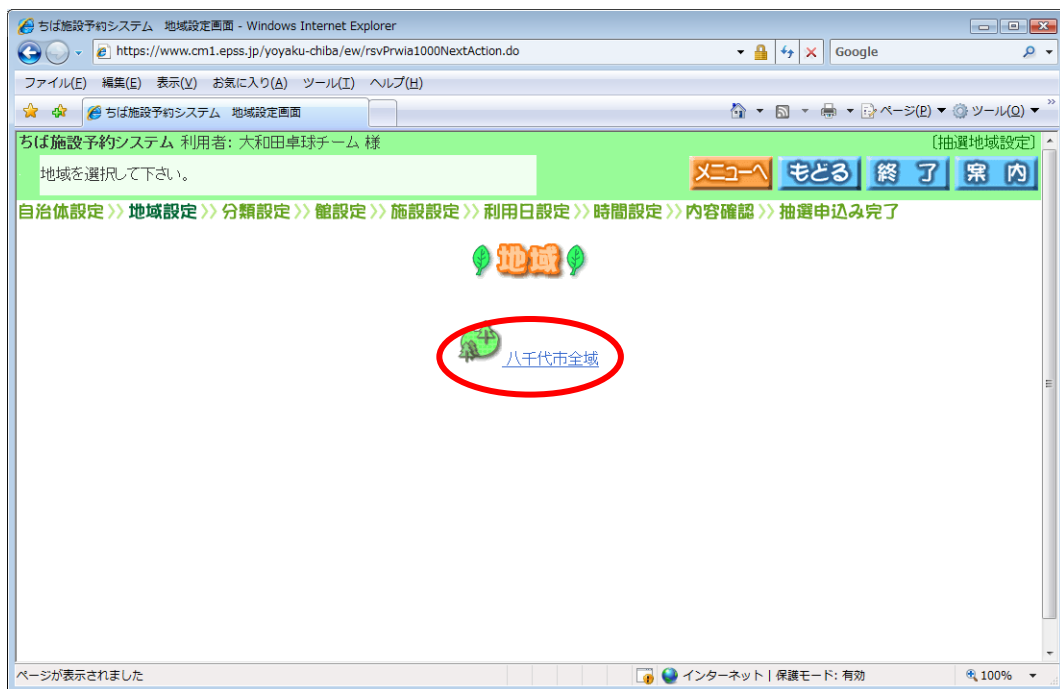 ちば施設予約システム 地域設定画面 - Windows Internet Explorer
https://www.cm1.epss.jp/yoyaku-chiba/ew/rsvPrwia1000NextAction.do
Google
ファイル(F) 編集(E) 表示(V) お気に入り(A) ツール(T) ヘルプ(H)
ちば施設予約システム 地域設定画面
ページ(P) ツール(O) »
ちば施設予約システム 利用者: 大和田卓球チーム 様 〔抽選地域設定〕
地域を選択して下さい。
メニューへ もどる 終了 案内
自治体設定 >> 地域設定 >> 分類設定 >> 館設定 >> 施設設定 >> 利用日設定 >> 時間設定 >> 内容確認 >> 抽選申込み完了
地域
八千代市全域
ページが表示されました
インターネット | 保護モード: 有効
100%